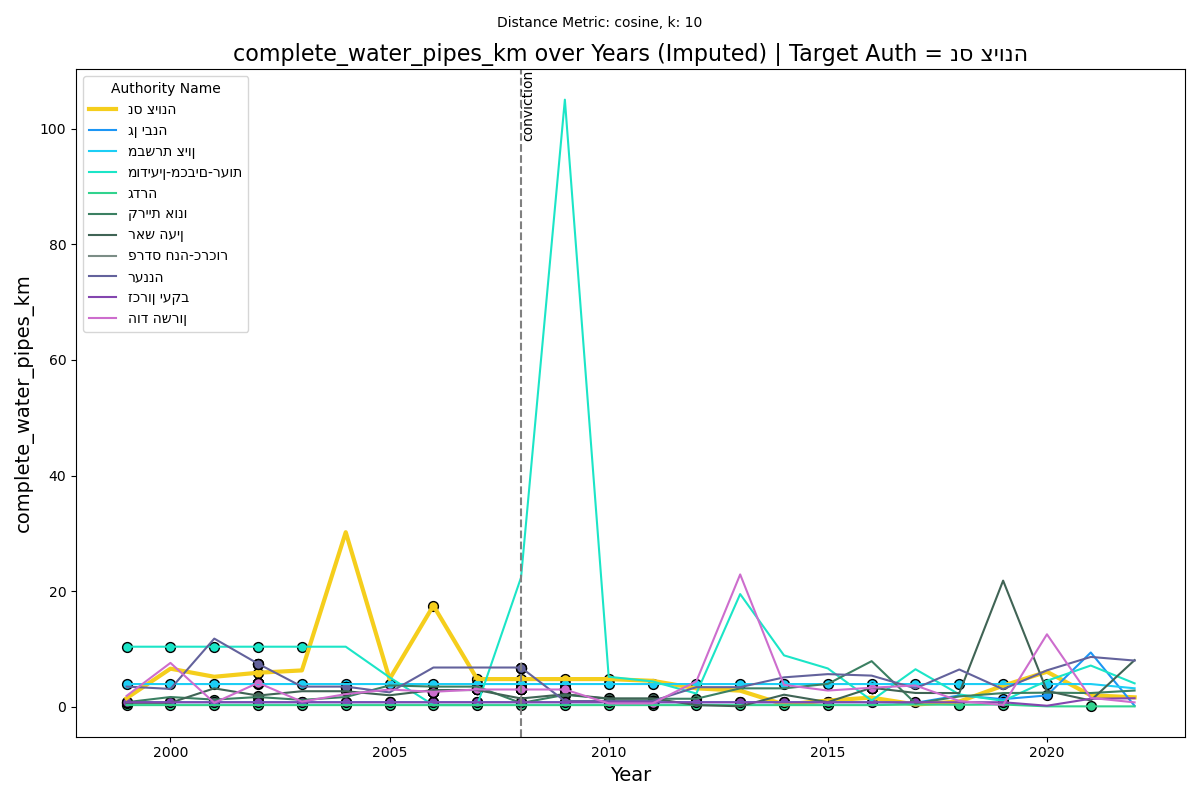 Distance Metric: cosine, k: 10
complete_water_pipes_km over Years (Imputed) | Target Auth = נס ציונה
Authority Name
נס ציונה
גן יבנה
מבשרת ציון
מודיעין-מכבים-רעות
גדרה
קריית אונו
ראש העין
פרדס חנה-כרכור
רעננה
זכרון יעקב
הוד השרון
conviction
complete_water_pipes_km
100
80
60
40
20
0
2000 2005 2010 2015 2020
Year